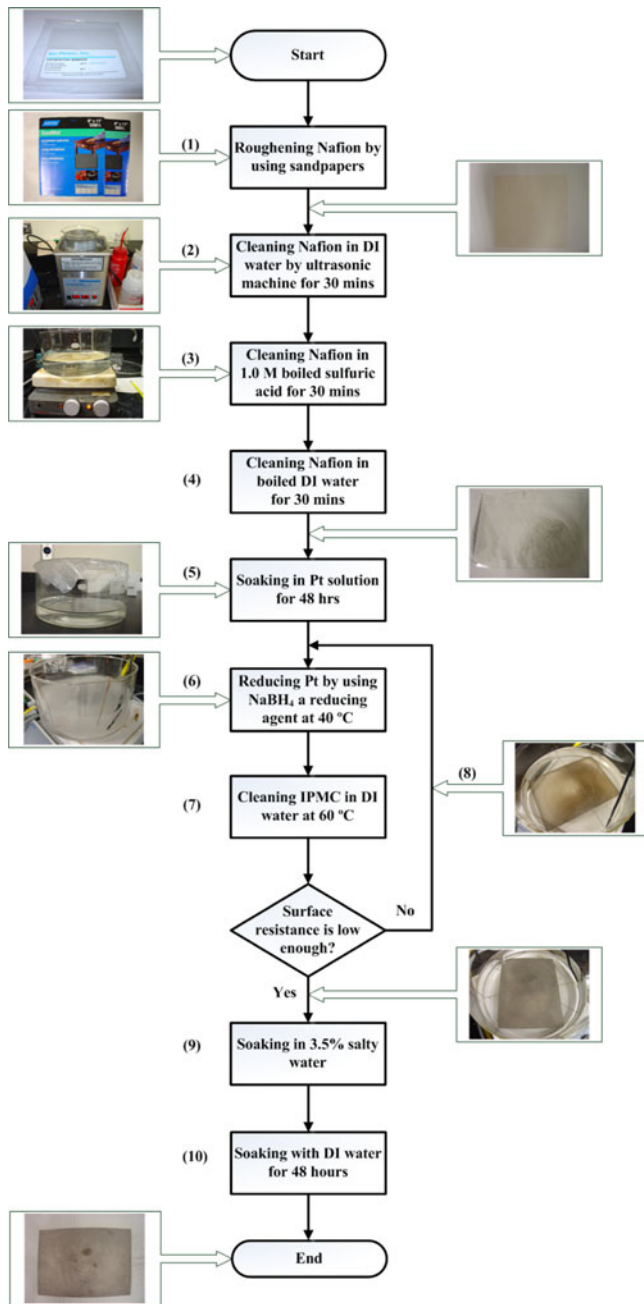 Start
(1)
Roughening Nafion by
using sandpapers
(2)
Cleaning Nafion in DI
water by ultrasonic
machine for 30 mins
(3)
Cleaning Nafion in
1.0 M boiled sulfuric
acid for 30 mins
(4)
Cleaning Nafion in
boiled DI water
for 30 mins
(5)
Soaking in Pt solution
for 48 hrs
(6)
Reducing Pt by using
NaBH₄ a reducing
agent at 40 ºC
(7)
Cleaning IPMC in DI
water at 60 ºC
(8)
Surface
resistance is low
enough?
No
Yes
(9)
Soaking in 3.5% salty
water
(10)
Soaking with DI water
for 48 hours
End